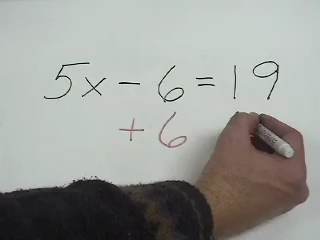 5x - 6 = 19
+ 6